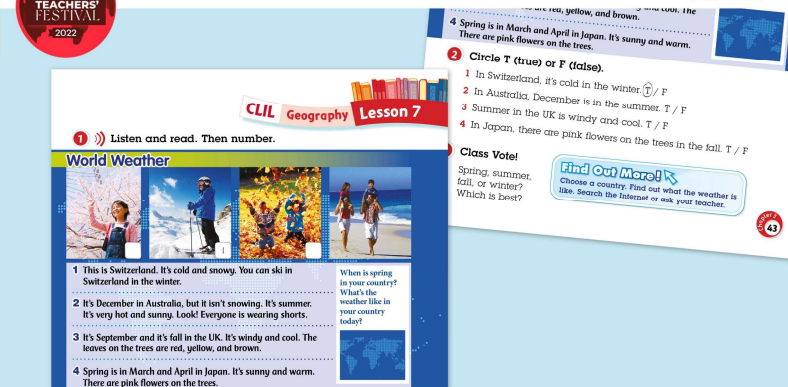 TEACHERS'
FESTIVAL
2022
CLIL Geography Lesson 7
1 Listen and read. Then number.
World Weather
1
1 This is Switzerland. It's cold and snowy. You can ski in
Switzerland in the winter.
2 It's December in Australia, but it isn't snowing. It's summer.
It's very hot and sunny. Look! Everyone is wearing shorts.
3 It's September and it's fall in the UK. It's windy and cool. The
leaves on the trees are red, yellow, and brown.
4 Spring is in March and April in Japan. It's sunny and warm.
There are pink flowers on the trees.
When is spring
in your country?
What's the
weather like in
your country
today?
and cool. The
are red, yellow, and brown.
4 Spring is in March and April in Japan. It's sunny and warm.
There are pink flowers on the trees.
2 Circle T (true) or F (false).
1 In Switzerland, it's cold in the winter. T / F
2 In Australia, December is in the summer. T / F
3 Summer in the UK is windy and cool. T / F
4 In Japan, there are pink flowers on the trees in the fall. T / F
Class Vote!
Spring, summer,
fall, or winter?
Which is best?
Find Out More!
Choose a country. Find out what the weather is
like. Search the Internet or ask your teacher.
Chapter 3
43